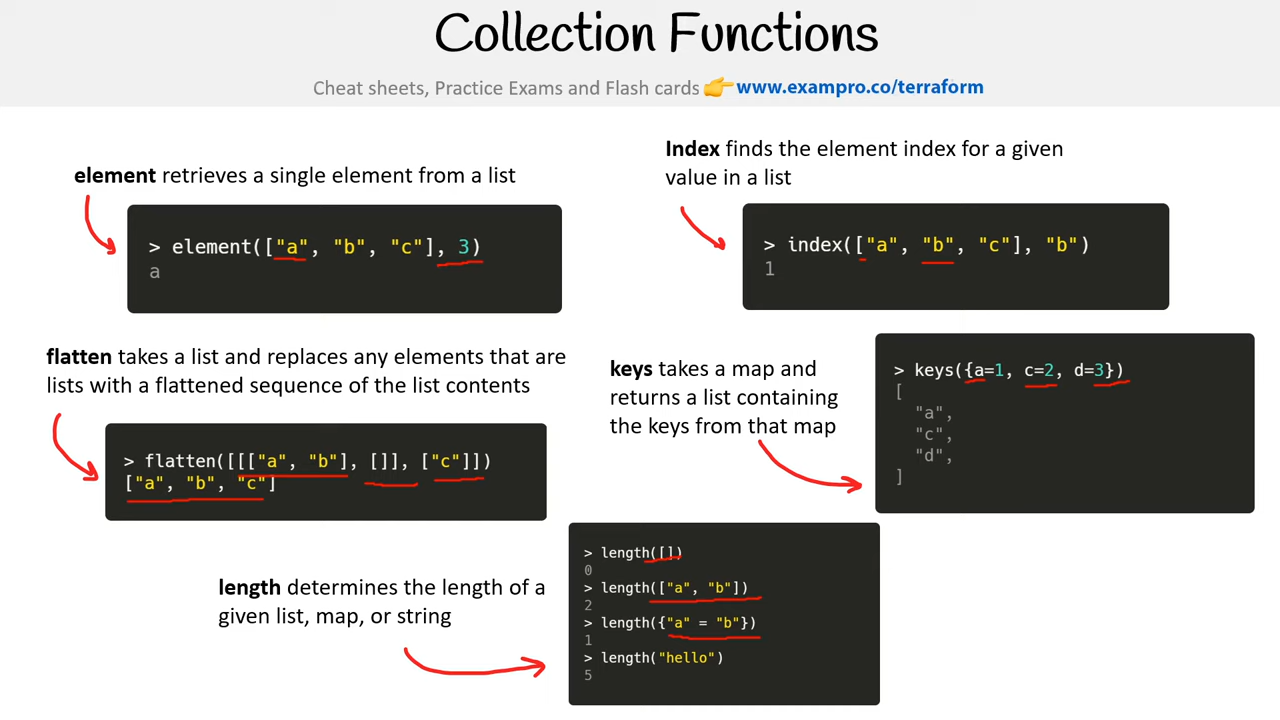 Collection Functions
Cheat sheets, Practice Exams and Flash cards 👉 www.exampro.co/terraform
element retrieves a single element from a list
> element(["a", "b", "c"], 3)
a
Index finds the element index for a given
value in a list
> index(["a", "b", "c"], "b")
1
flatten takes a list and replaces any elements that are
lists with a flattened sequence of the list contents
> flatten([[["a", "b"], []], ["c"]])
["a", "b", "c"]
keys takes a map and
returns a list containing
the keys from that map
> keys({a=1, c=2, d=3})
[
  "a",
  "c",
  "d",
]
length determines the length of a
given list, map, or string
> length([])
0
> length(["a", "b"])
2
> length({"a" = "b"})
1
> length("hello")
5